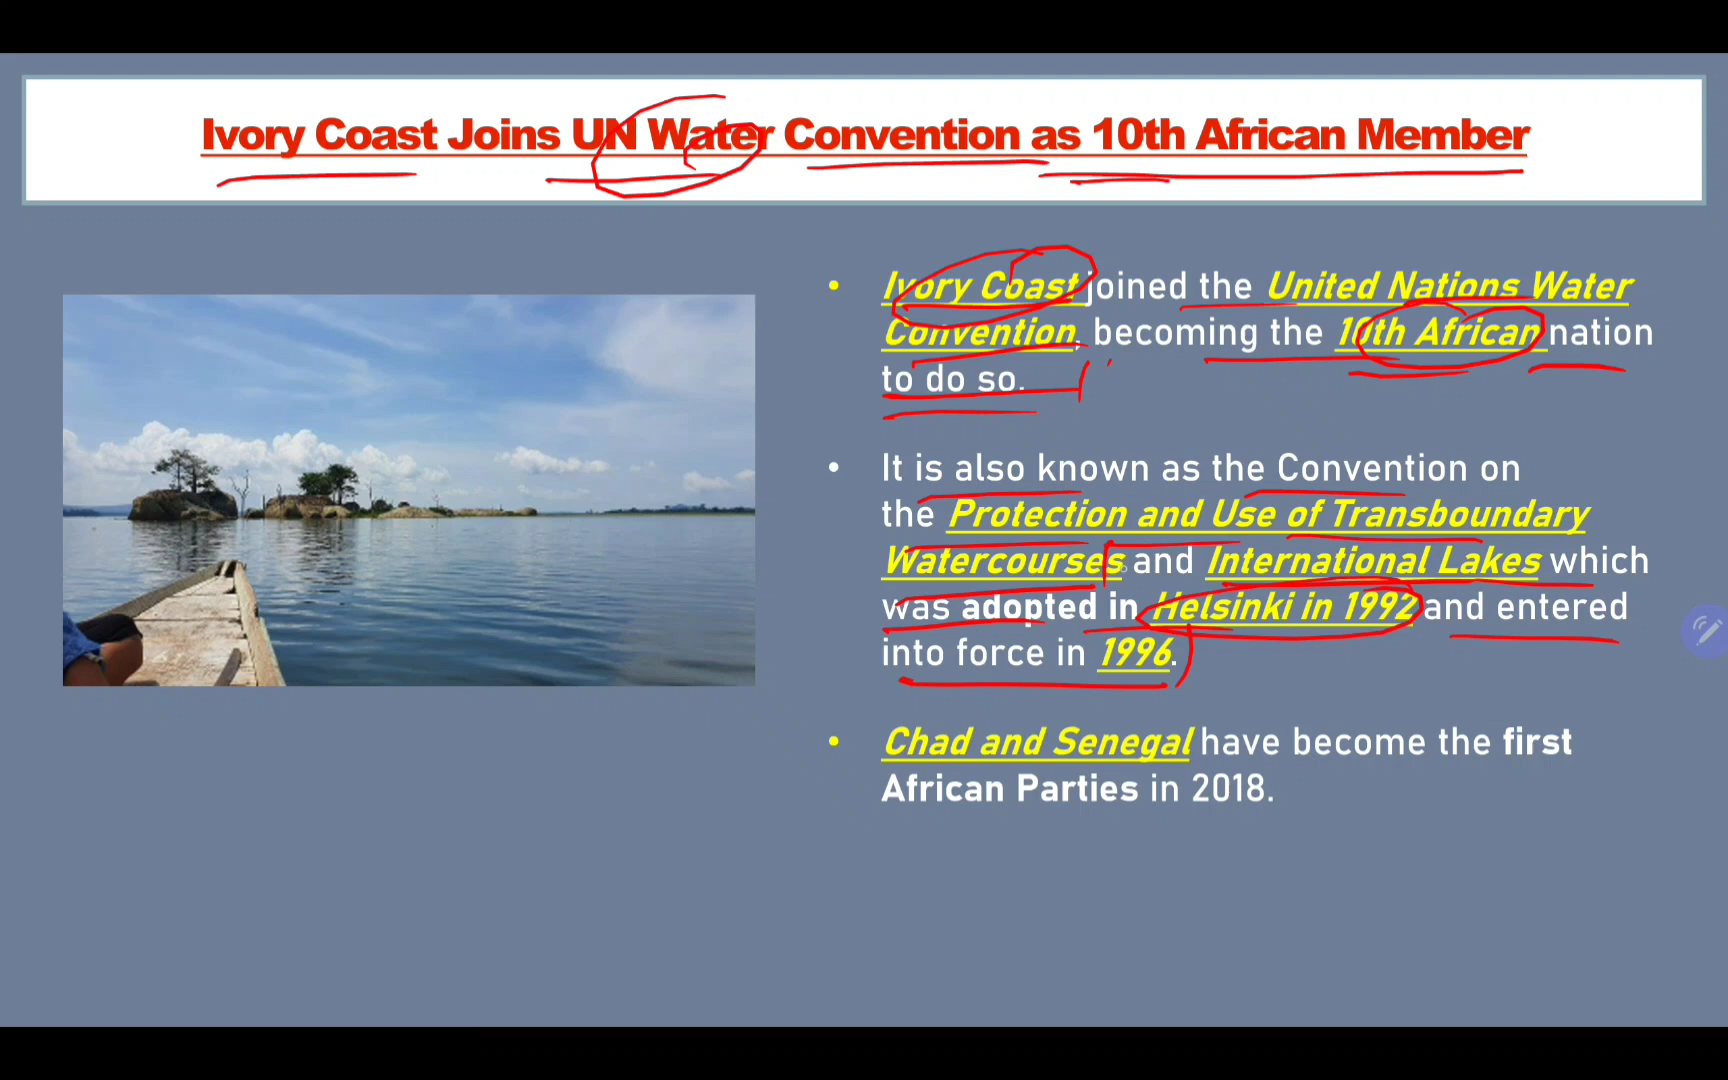 Ivory Coast Joins UN Water Convention as 10th African Member
• Ivory Coast joined the United Nations Water
Convention, becoming the 10th African nation
to do so.
• It is also known as the Convention on
the Protection and Use of Transboundary
Watercourses and International Lakes which
was adopted in Helsinki in 1992 and entered
into force in 1996.
• Chad and Senegal have become the first
African Parties in 2018.